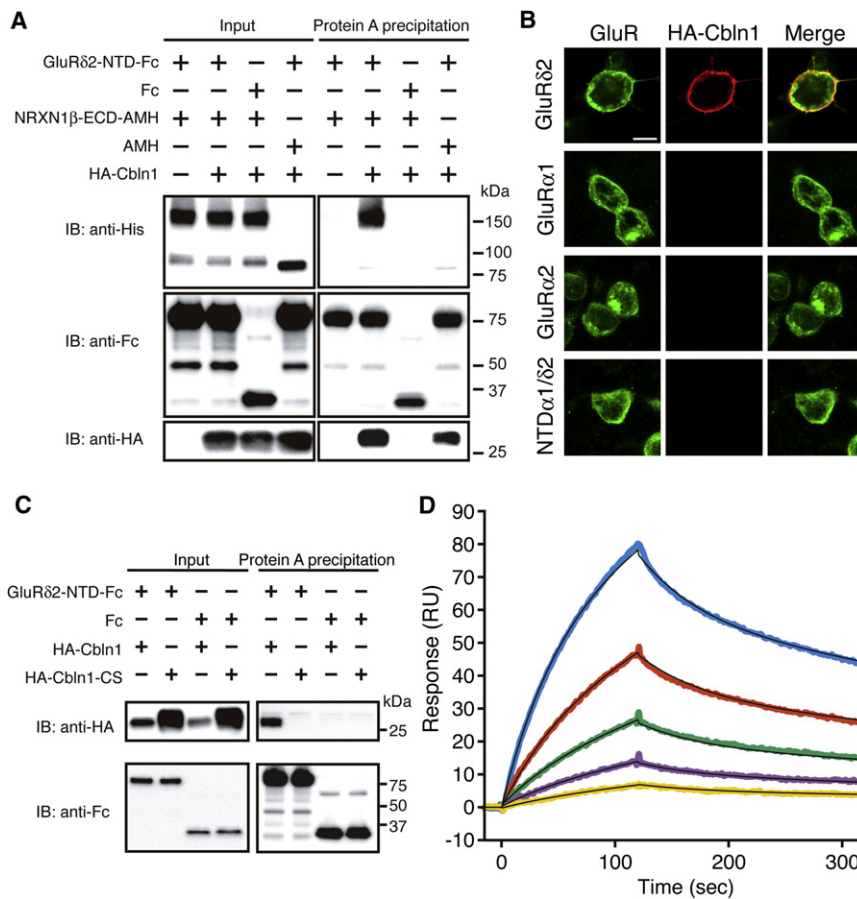 A
Input Protein A precipitation
GluRδ2-NTD-Fc + + − + + + − +
Fc − − + − − − + −
NRXN1β-ECD-AMH + + + − + + + −
AMH − − − + − − − +
HA-Cbln1 − + + + − + + +
kDa
IB: anti-His
150
100
75
IB: anti-Fc
75
50
37
IB: anti-HA
25
B
GluR HA-Cbln1 Merge
GluRδ2
GluRα1
GluRα2
NTDα1/δ2
C
Input Protein A precipitation
GluRδ2-NTD-Fc + + − − + + − −
Fc − − + + − − + +
HA-Cbln1 + − + − + − + −
HA-Cbln1-CS − + − + − + − +
kDa
IB: anti-HA
25
IB: anti-Fc
75
50
37
D
Response (RU)
90
80
70
60
50
40
30
20
10
0
-10
0 100 200 300
Time (sec)